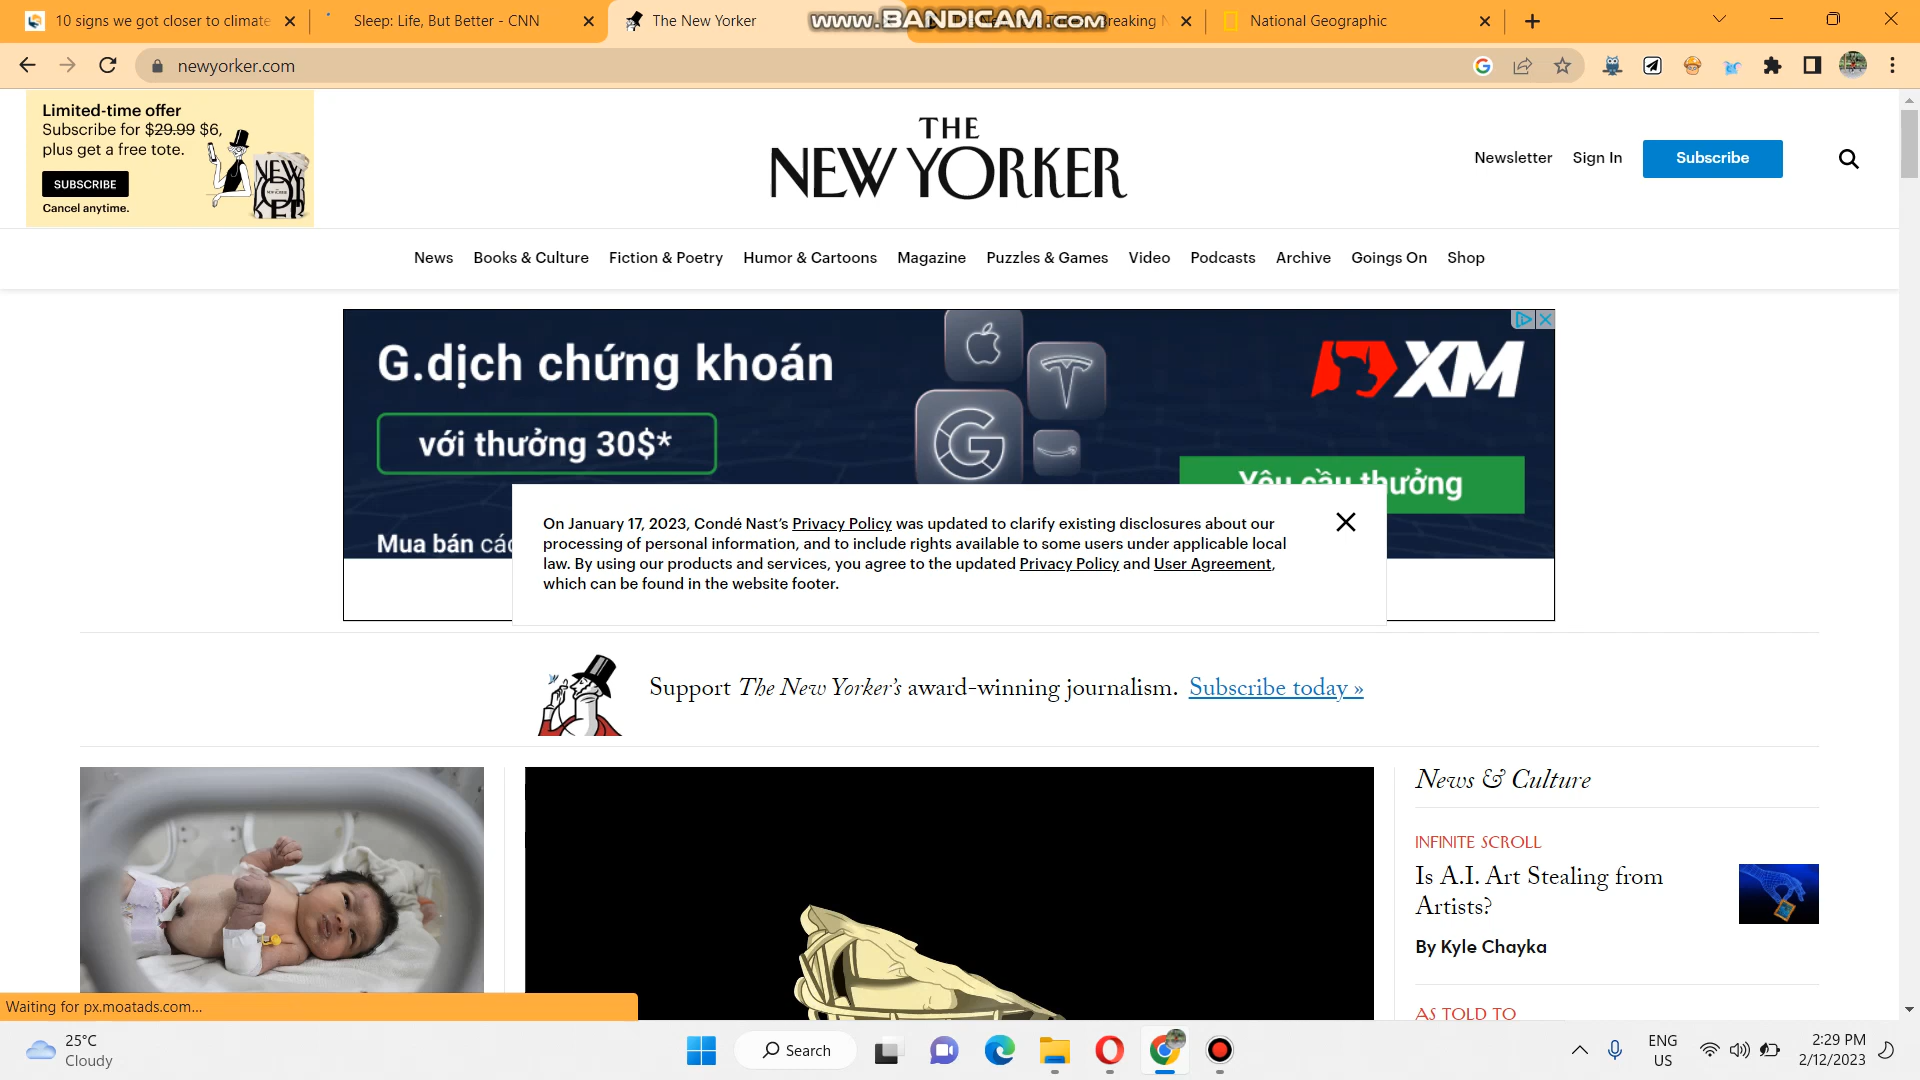 10 signs we got closer to climate
Sleep: Life, But Better - CNN
The New Yorker
www.BANDICAM.com
Breaking N
National Geographic
newyorker.com
Limited-time offer
Subscribe for $29.99 $6,
plus get a free tote.
SUBSCRIBE
Cancel anytime.
THE
NEW YORKER
Newsletter
Sign In
Subscribe
News
Books & Culture
Fiction & Poetry
Humor & Cartoons
Magazine
Puzzles & Games
Video
Podcasts
Archive
Goings On
Shop
G.dịch chứng khoán
với thưởng 30$*
XM
Yêu cầu thưởng
Mua bán
On January 17, 2023, Condé Nast's Privacy Policy was updated to clarify existing disclosures about our
processing of personal information, and to include rights available to some users under applicable local
law. By using our products and services, you agree to the updated Privacy Policy and User Agreement,
which can be found in the website footer.
Support The New Yorker's award-winning journalism. Subscribe today »
News & Culture
INFINITE SCROLL
Is A.I. Art Stealing from
Artists?
By Kyle Chayka
AS TOLD TO
Waiting for px.moatads.com...
25°C
Cloudy
Search
ENG
US
2:29 PM
2/12/2023